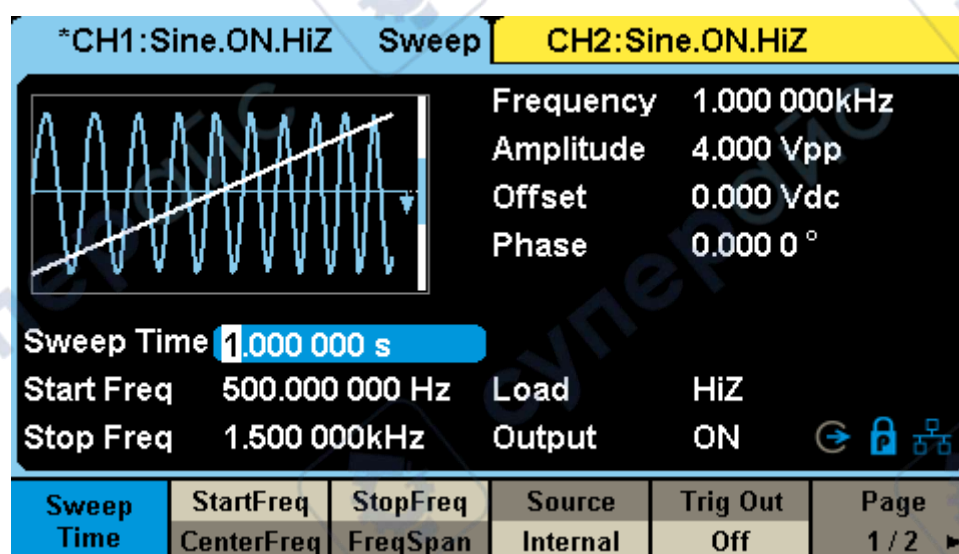 *CH1:Sine.ON.HiZ Sweep CH2:Sine.ON.HiZ
Frequency 1.000 000kHz
Amplitude 4.000 Vpp
Offset 0.000 Vdc
Phase 0.000 0 °
Sweep Time 1.000 000 s
Start Freq 500.000 000 Hz Load HiZ
Stop Freq 1.500 000kHz Output ON
Sweep Time StartFreq StopFreq Source Trig Out Page
CenterFreq FreqSpan Internal Off 1 / 2
суперайс
суперайс